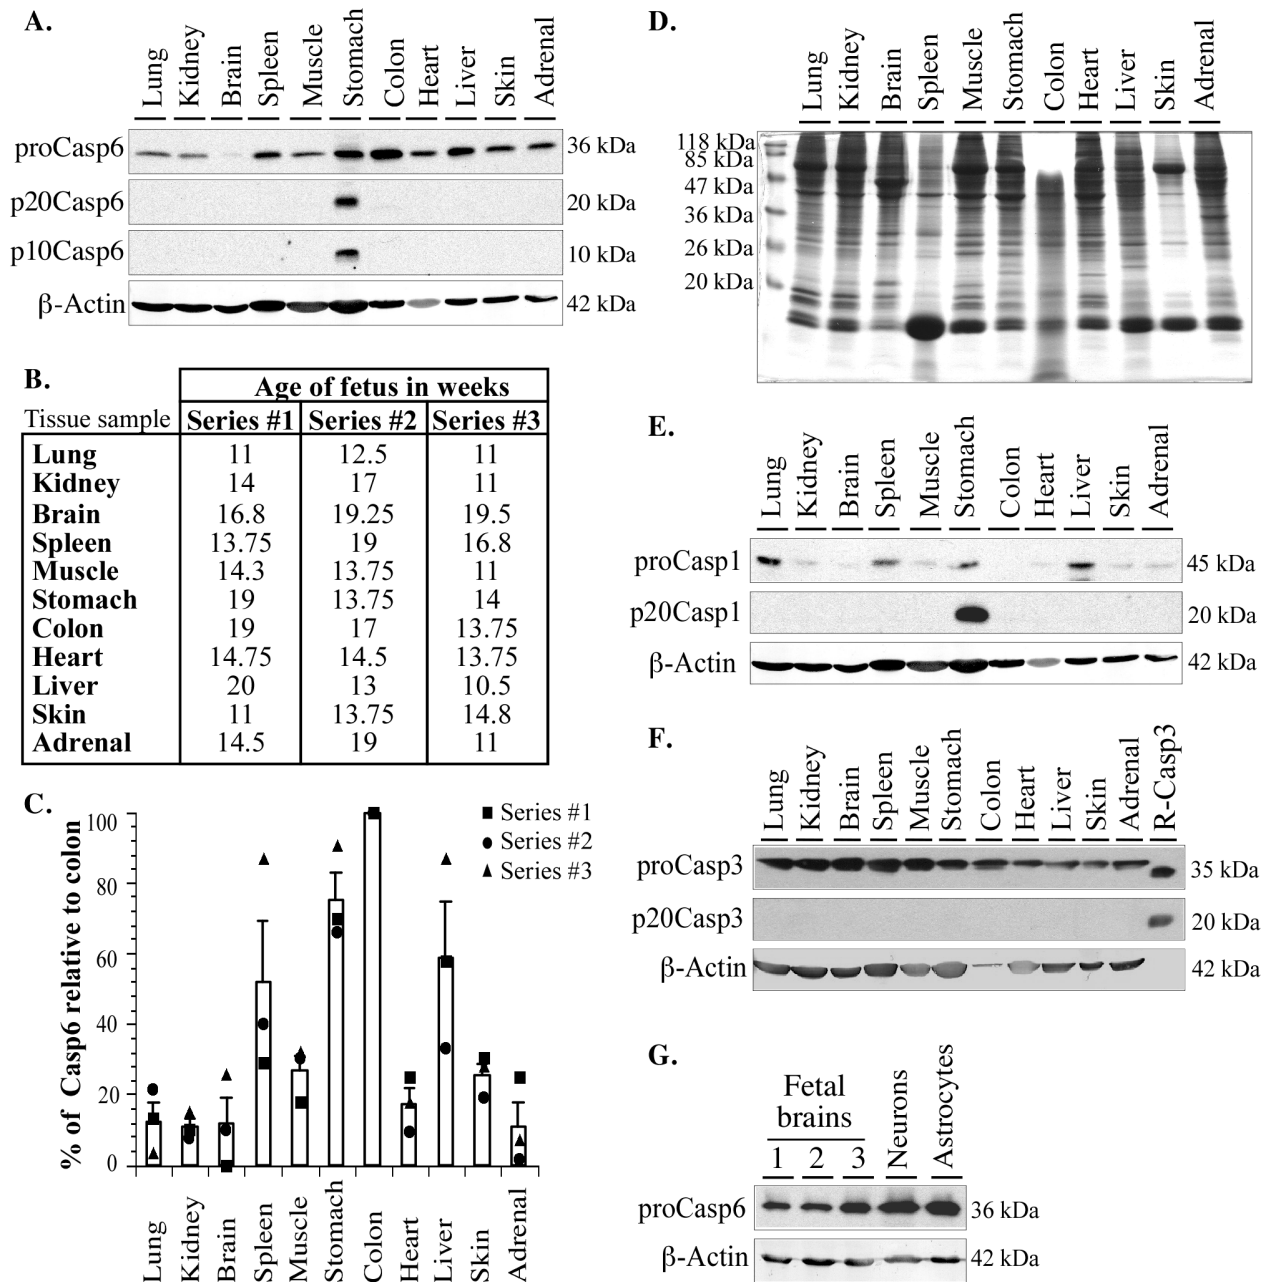 A.
Lung
Kidney
Brain
Spleen
Muscle
Stomach
Colon
Heart
Liver
Skin
Adrenal
proCasp6 36 kDa
p20Casp6 20 kDa
p10Casp6 10 kDa
β-Actin 42 kDa
B.
Age of fetus in weeks
Tissue sample Series #1 Series #2 Series #3
Lung 11 12.5 11
Kidney 14 17 11
Brain 16.8 19.25 19.5
Spleen 13.75 19 16.8
Muscle 14.3 13.75 11
Stomach 19 13.75 14
Colon 19 17 13.75
Heart 14.75 14.5 13.75
Liver 20 13 10.5
Skin 11 13.75 14.8
Adrenal 14.5 19 11
C.
% of Casp6 relative to colon
100
80
60
40
20
0
Series #1
Series #2
Series #3
Lung
Kidney
Brain
Spleen
Muscle
Stomach
Colon
Heart
Liver
Skin
Adrenal
D.
Lung
Kidney
Brain
Spleen
Muscle
Stomach
Colon
Heart
Liver
Skin
Adrenal
118 kDa
85 kDa
47 kDa
36 kDa
26 kDa
20 kDa
E.
Lung
Kidney
Brain
Spleen
Muscle
Stomach
Colon
Heart
Liver
Skin
Adrenal
proCasp1 45 kDa
p20Casp1 20 kDa
β-Actin 42 kDa
F.
Lung
Kidney
Brain
Spleen
Muscle
Stomach
Colon
Heart
Liver
Skin
Adrenal
R-Casp3
proCasp3 35 kDa
p20Casp3 20 kDa
β-Actin 42 kDa
G.
Fetal
brains
1 2 3
Neurons
Astrocytes
proCasp6 36 kDa
β-Actin 42 kDa